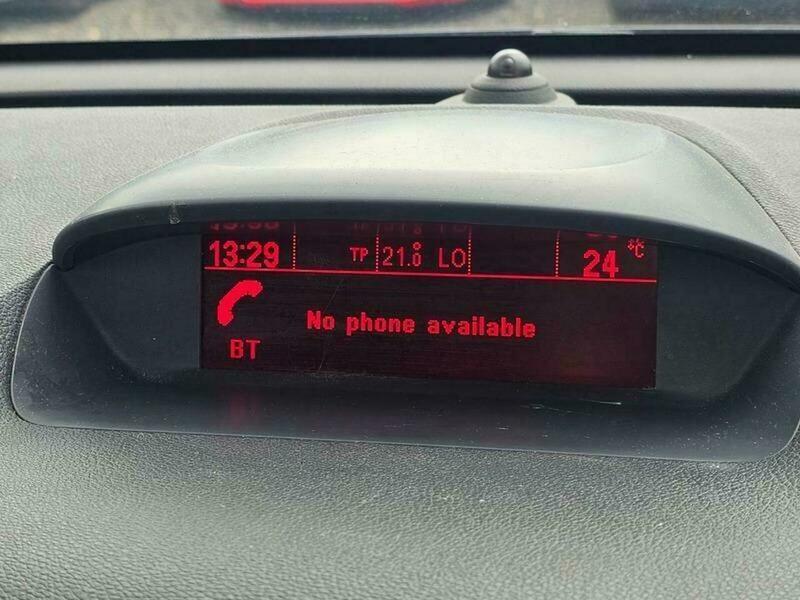 13:29 TP 21.0 LO 24 °C
No phone available
BT